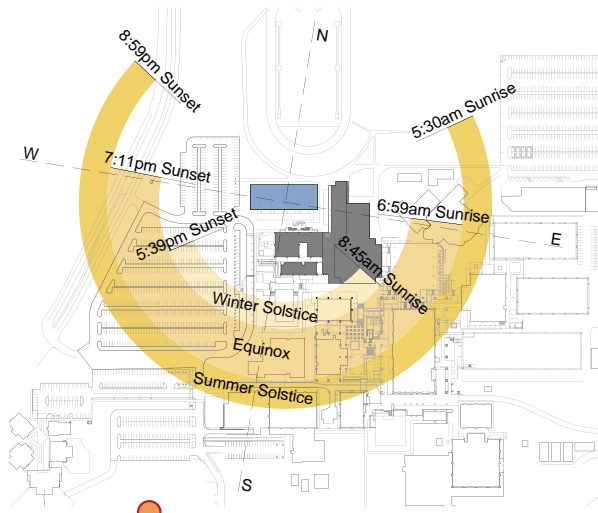 N
8:59pm Sunset
5:30am Sunrise
W
7:11pm Sunset
6:59am Sunrise
5:39pm Sunset
UPP
E
8:45am Sunrise
Winter Solstice
Equinox
Summer Solstice
S